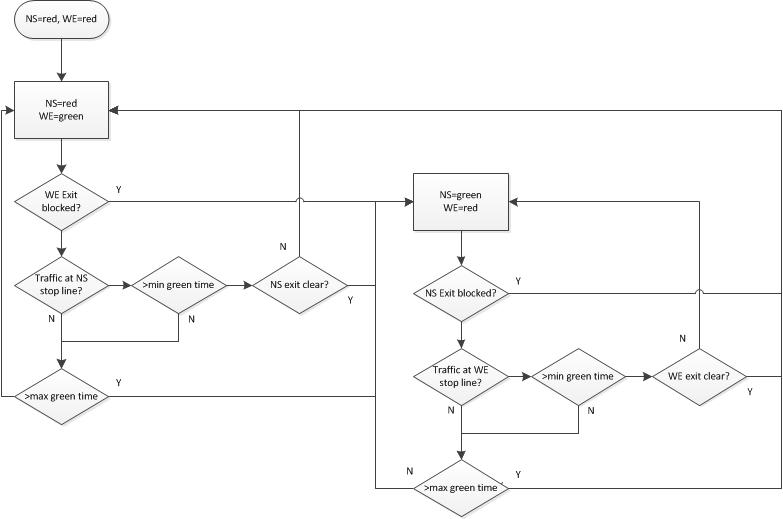 NS=red, WE=red
NS=red
WE=green
WE Exit
blocked?
Y
Traffic at NS
stop line?
N
>min green time
N
NS exit clear?
N
Y
>max green time
Y
NS=green
WE=red
NS Exit blocked?
Y
Traffic at WE
stop line?
N
>min green time
N
WE exit clear?
N
Y
>max green time
N
Y